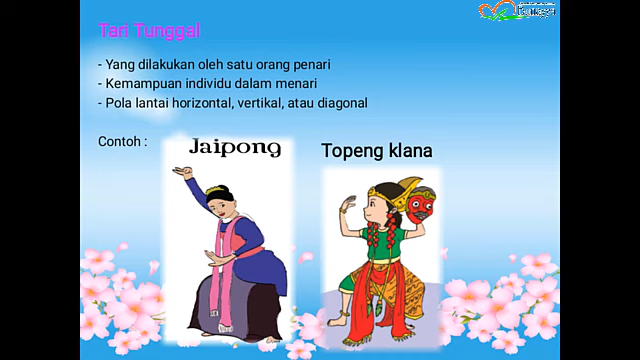 Tari Tunggal
- Yang dilakukan oleh satu orang penari
- Kemampuan individu dalam menari
- Pola lantai horizontal, vertikal, atau diagonal
Contoh :
Jaipong
Topeng klana